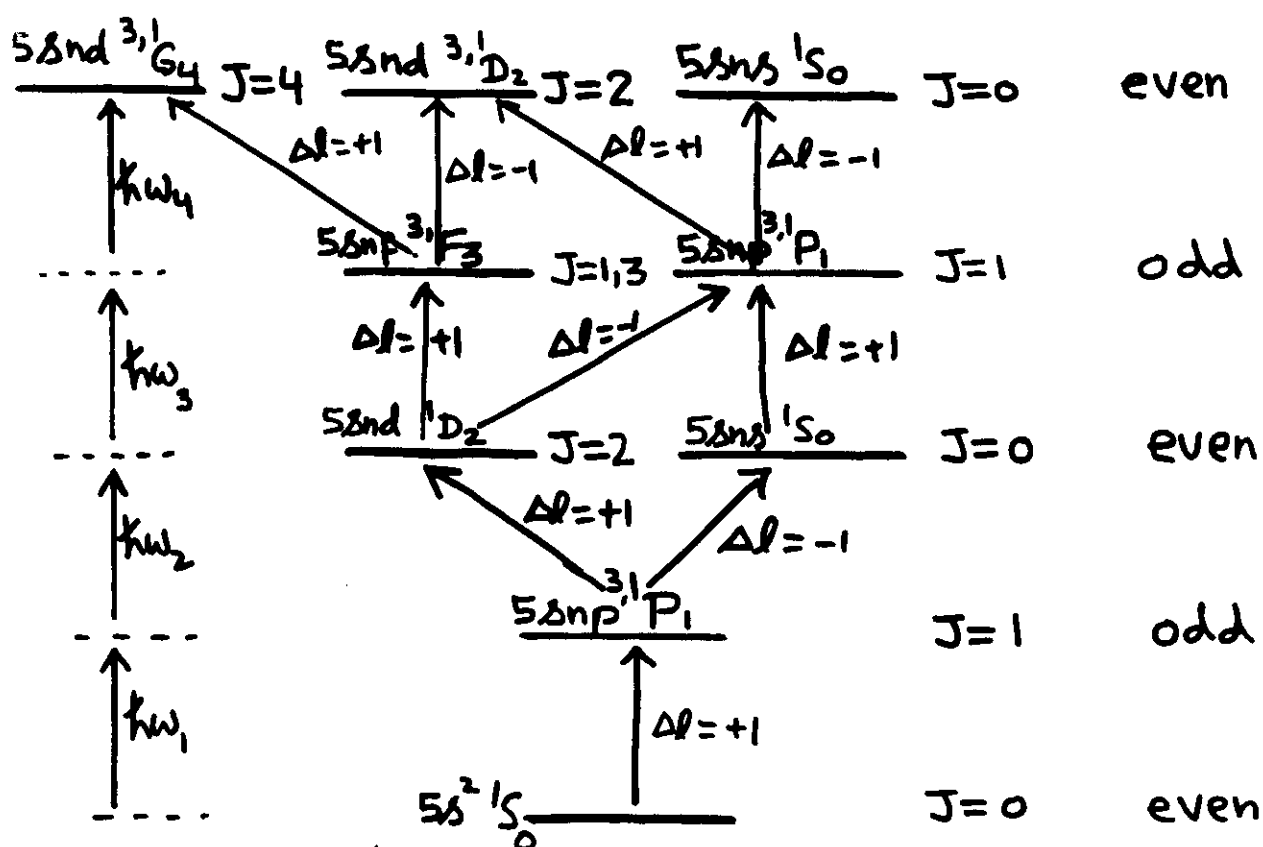 5snd ³,¹G₄ J=4 5snd ³,¹D₂ J=2 5sns ¹S₀ J=0 even
Δl=+1 Δl=-1 Δl=+1 Δl=-1
ħω₄
5snp ³,¹F₃ J=1,3 5snp ³,¹P₁ J=1 odd
Δl=+1 Δl=-1 Δl=+1
ħω₃
5snd ¹D₂ J=2 5sns ¹S₀ J=0 even
Δl=+1 Δl=-1
ħω₂
5snp ³,¹P₁ J=1 odd
ħω₁ Δl=+1
5s² ¹S₀ J=0 even